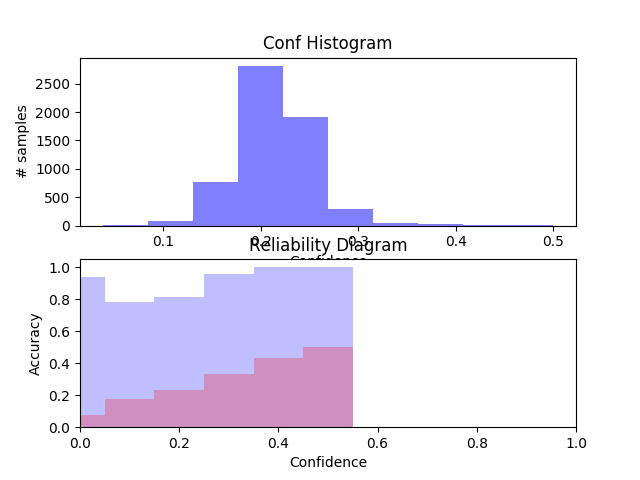 Conf Histogram
2500
2000
1500
1000
500
0
# samples
0.1 0.2 0.3 0.4 0.5
Confidence
Reliability Diagram
1.0
0.8
0.6
0.4
0.2
0.0
Accuracy
0.0 0.2 0.4 0.6 0.8 1.0
Confidence